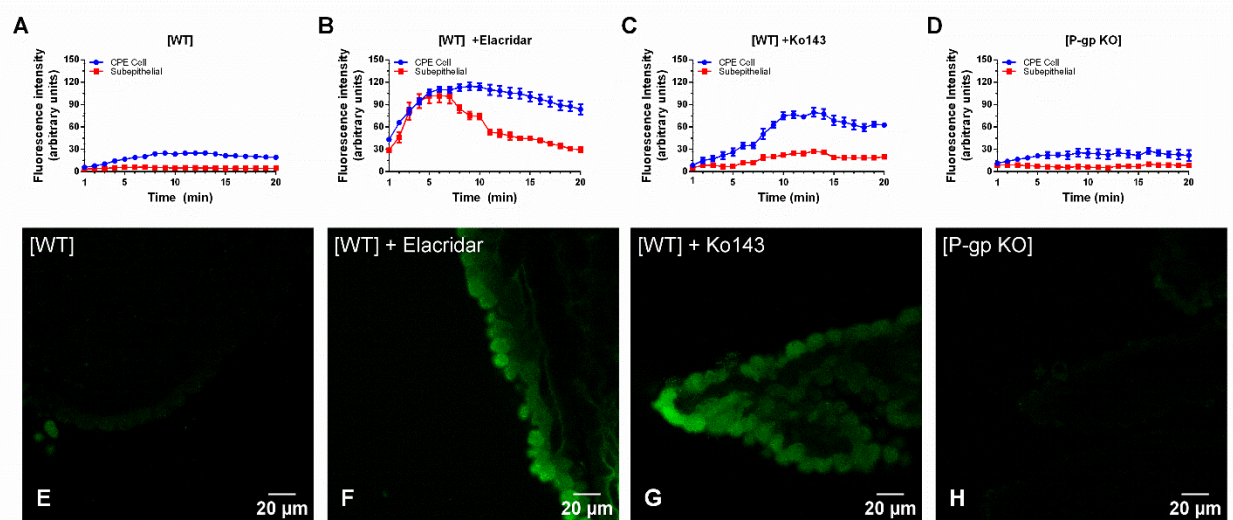 A
[WT]
Fluorescence intensity
(arbitrary units)
150
120
90
60
30
0
CPE Cell
Subepithelial
1
5
10
15
20
Time (min)
B
[WT] +Elacridar
Fluorescence intensity
(arbitrary units)
150
120
90
60
30
0
CPE Cell
Subepithelial
1
5
10
15
20
Time (min)
C
[WT] +Ko143
Fluorescence intensity
(arbitrary units)
150
120
90
60
30
0
CPE Cell
Subepithelial
1
5
10
15
20
Time (min)
D
[P-gp KO]
Fluorescence intensity
(arbitrary units)
150
120
90
60
30
0
CPE Cell
Subepithelial
1
5
10
15
20
Time (min)
[WT]
E
20 µm
[WT] + Elacridar
F
20 µm
[WT] + Ko143
G
20 µm
[P-gp KO]
H
20 µm